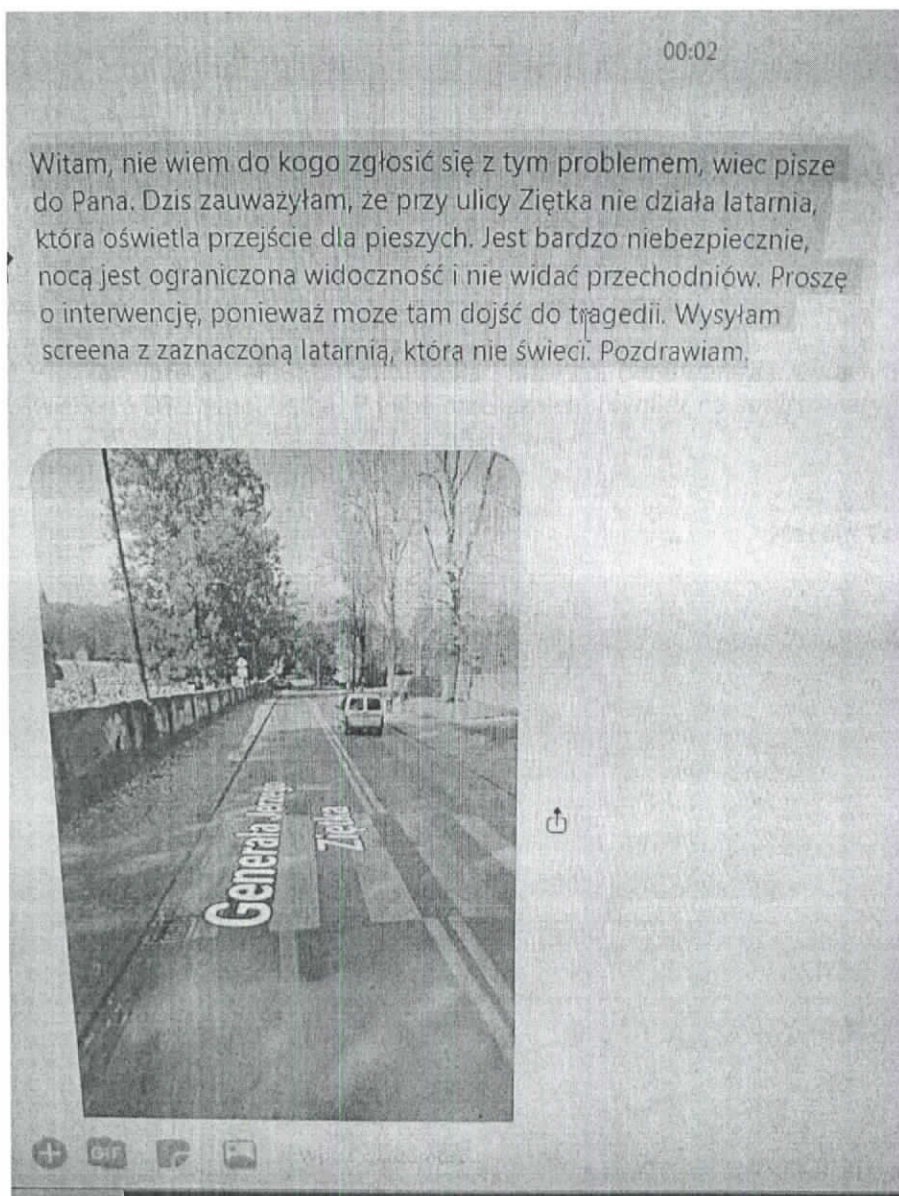 00:02
Witam, nie wiem do kogo zgłosić się z tym problemem, wiec pisze
do Pana. Dzis zauważyłam, że przy ulicy Ziętka nie działa latarnia,
która oświetla przejście dla pieszych. Jest bardzo niebezpiecznie,
nocą jest ograniczona widoczność i nie widać przechodniów. Proszę
o interwencję, ponieważ moze tam dojść do tragedii. Wysyłam
screena z zaznaczoną latarnią, która nie świeci. Pozdrawiam.
Generała Jerzego
Ziętka
GIF